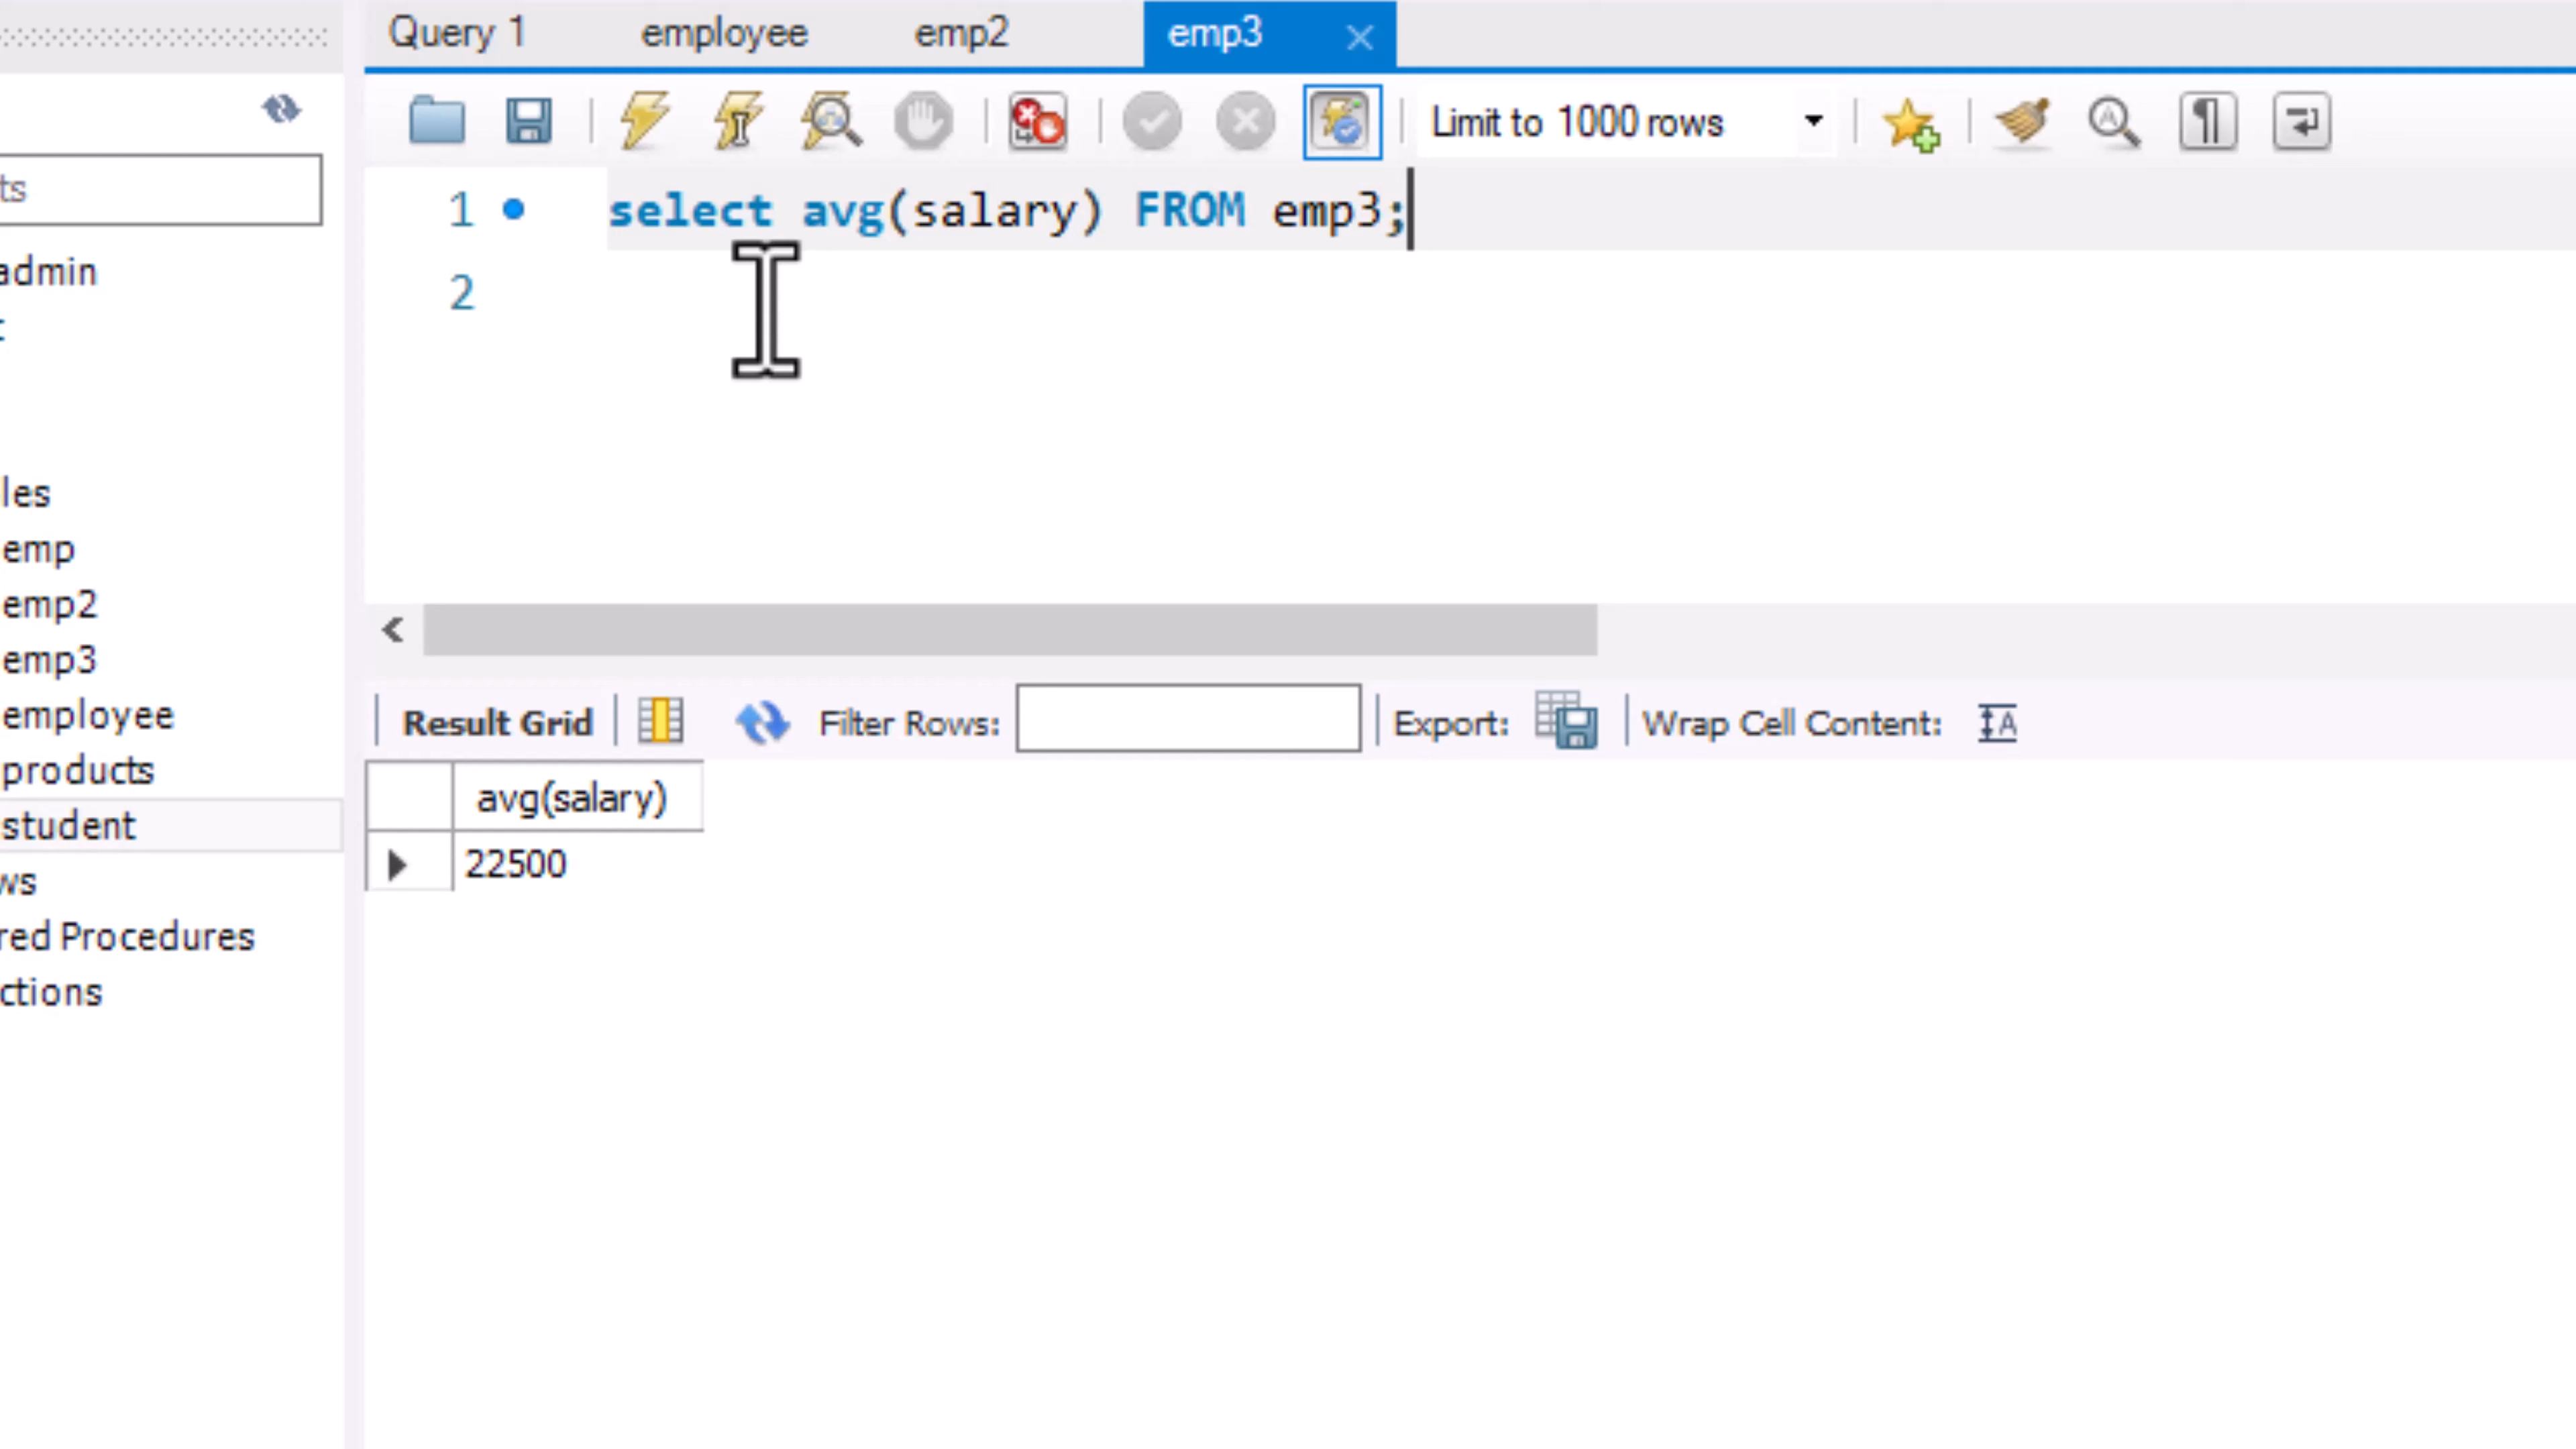 Query 1 employee emp2 emp3
Limit to 1000 rows
ts
1 select avg(salary) FROM emp3;
2
admin
les
emp
emp2
emp3
employee
products
student
ws
red Procedures
ctions
Result Grid Filter Rows: Export: Wrap Cell Content:
avg(salary)
22500